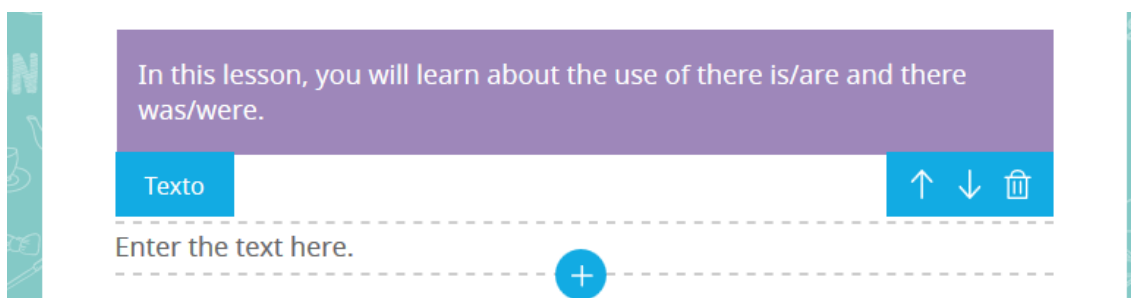 In this lesson, you will learn about the use of there is/are and there
was/were.
Texto
Enter the text here.